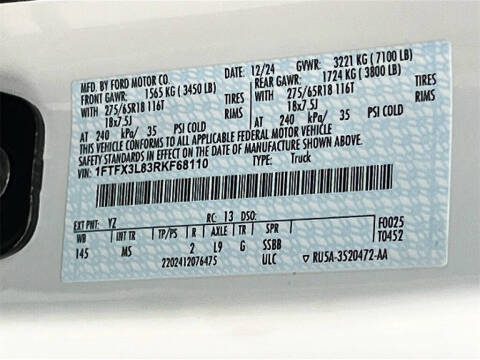 MFD. BY FORD MOTOR CO. 12/24 GVWR: 3221 KG ( 7100 LB)
FRONT GAWR: 1565 KG ( 3450 LB) REAR GAWR: 1724 KG ( 3800 LB)
WITH 275/65R18 116T TIRES WITH 275/65R18 116T TIRES
18x7.5J RIMS 18x7.5J RIMS
AT 240 kPa/ 35 PSI COLD AT 240 kPa/ 35 PSI COLD
THIS VEHICLE CONFORMS TO ALL APPLICABLE FEDERAL MOTOR
VEHICLE SAFETY AND THEFT PREVENTION STANDARDS IN EFFECT ON
THE DATE OF MANUFACTURE SHOWN ABOVE.
VIN: 1FTFX3L83RKF68110 TYPE: Truck
EXT PNT: YZ RC: 13 DSO: F0025
WB INT TR TP/PS R AXLE TR SPR T0452
145 MS 2 L9 G SSBB
2202412076475 ULC RU5A-3520472-AA